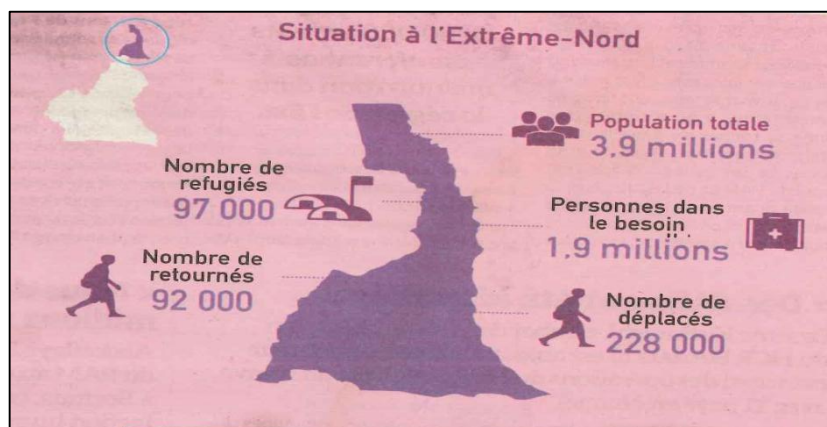 Situation à l'Extrême-Nord
Population totale
3,9 millions
Nombre de
refugiés
97 000
Personnes dans
le besoin
1,9 millions
Nombre de
retournés
92 000
Nombre de
déplacés
228 000